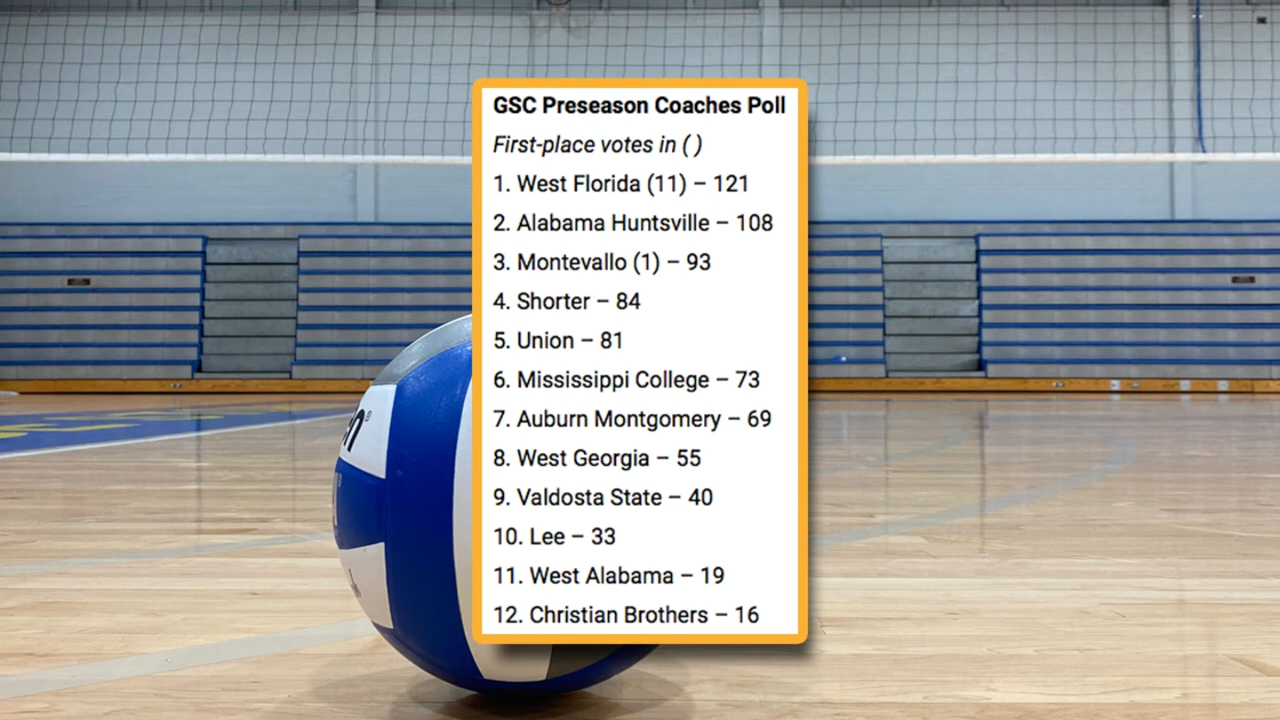 GSC Preseason Coaches Poll
First-place votes in ( )
1. West Florida (11) – 121
2. Alabama Huntsville – 108
3. Montevallo (1) – 93
4. Shorter – 84
5. Union – 81
6. Mississippi College – 73
7. Auburn Montgomery – 69
8. West Georgia – 55
9. Valdosta State – 40
10. Lee – 33
11. West Alabama – 19
12. Christian Brothers – 16